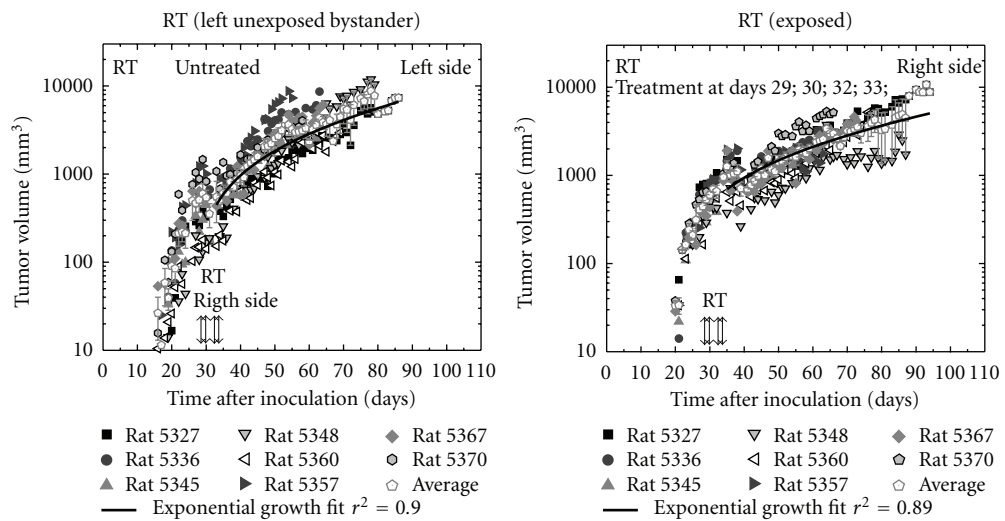 RT (left unexposed bystander)
RT
Untreated
Left side
10000
1000
100
10
Tumor volume (mm³)
RT
Rigth side
0 10 20 30 40 50 60 70 80 90 100 110
Time after inoculation (days)
Rat 5327
Rat 5348
Rat 5367
Rat 5336
Rat 5360
Rat 5370
Rat 5345
Rat 5357
Average
Exponential growth fit r² = 0.9
RT (exposed)
RT
Right side
Treatment at days 29; 30; 32; 33;
10000
1000
100
10
Tumor volume (mm³)
RT
0 10 20 30 40 50 60 70 80 90 100 110
Time after inoculation (days)
Rat 5327
Rat 5348
Rat 5367
Rat 5336
Rat 5360
Rat 5370
Rat 5345
Rat 5357
Average
Exponential growth fit r² = 0.89